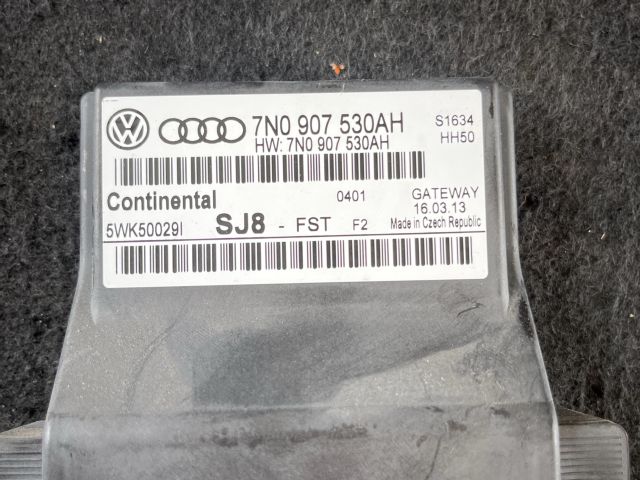 7N0 907 530AH S1634
HW: 7N0 907 530AH HH50
Continental 0401 GATEWAY
16.03.13
5WK50029I SJ8 - FST F2 Made in Czech Republic